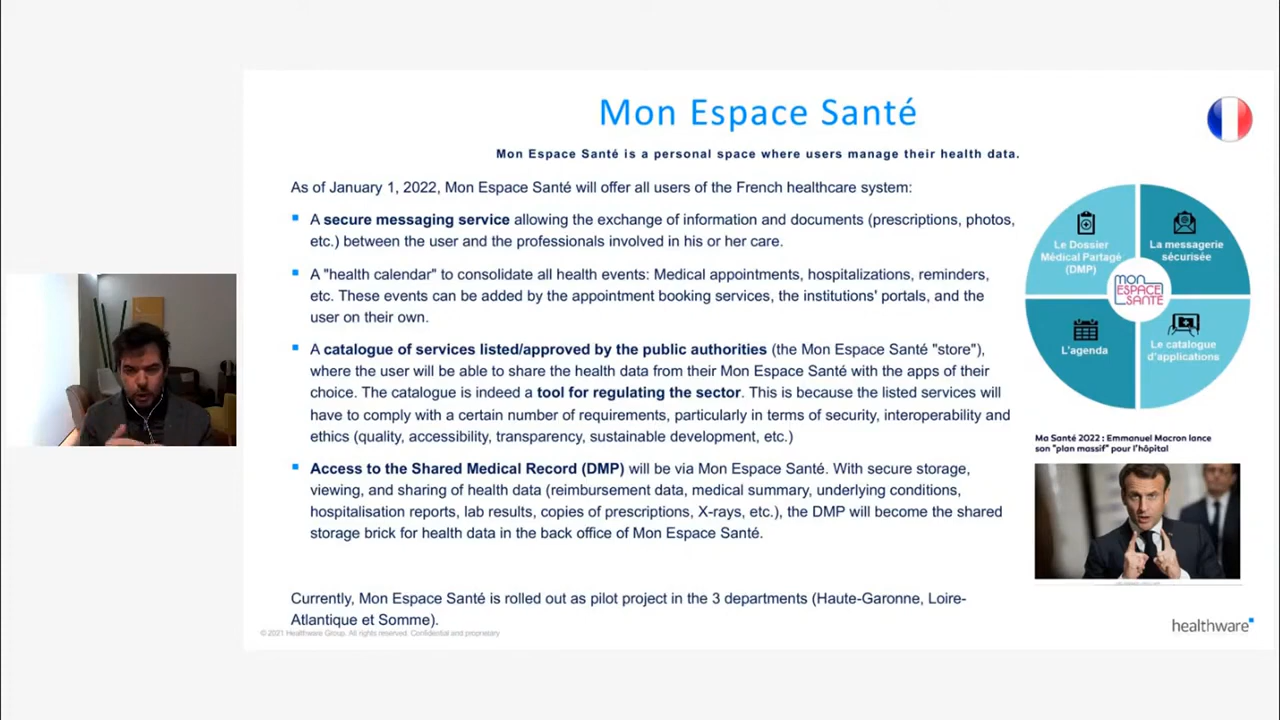 Mon Espace Santé
Mon Espace Santé is a personal space where users manage their health data.
As of January 1, 2022, Mon Espace Santé will offer all users of the French healthcare system:
A secure messaging service allowing the exchange of information and documents (prescriptions, photos,
etc.) between the user and the professionals involved in his or her care.
A "health calendar" to consolidate all health events: Medical appointments, hospitalizations, reminders,
etc. These events can be added by the appointment booking services, the institutions' portals, and the
user on their own.
A catalogue of services listed/approved by the public authorities (the Mon Espace Santé "store"),
where the user will be able to share the health data from their Mon Espace Santé with the apps of their
choice. The catalogue is indeed a tool for regulating the sector. This is because the listed services will
have to comply with a certain number of requirements, particularly in terms of security, interoperability and
ethics (quality, accessibility, transparency, sustainable development, etc.)
Access to the Shared Medical Record (DMP) will be via Mon Espace Santé. With secure storage,
viewing, and sharing of health data (reimbursement data, medical summary, underlying conditions,
hospitalisation reports, lab results, copies of prescriptions, X-rays, etc.), the DMP will become the shared
storage brick for health data in the back office of Mon Espace Santé.
Currently, Mon Espace Santé is rolled out as pilot project in the 3 departments (Haute-Garonne, Loire-
Atlantique et Somme).
© 2021 Healthware Group. All rights reserved. Confidential and proprietary
Le Dossier
Médical Partagé
(DMP)
La messagerie
sécurisée
MON
ESPACE
SANTÉ
L'agenda
Le catalogue
d'applications
Ma Santé 2022 : Emmanuel Macron lance
son "plan massif" pour l'hôpital
healthware